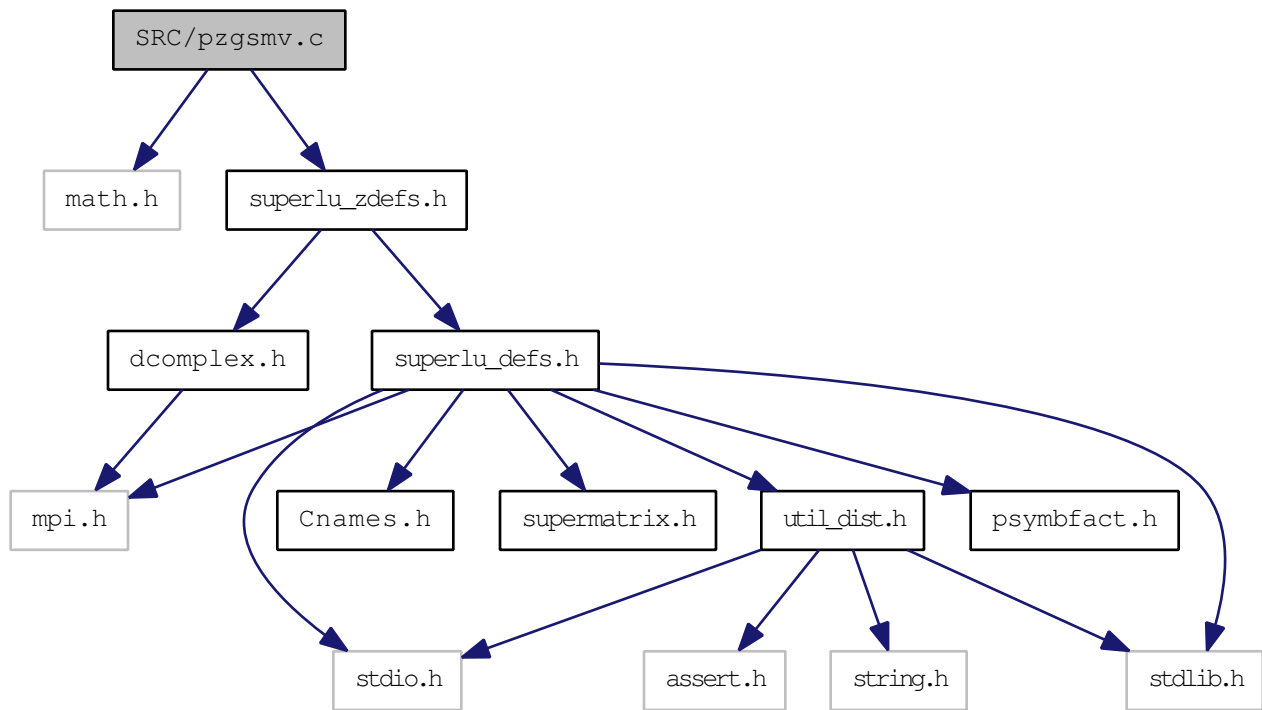 SRC/pzgsmv.c
math.h
superlu_zdefs.h
dcomplex.h
superlu_defs.h
mpi.h
Cnames.h
supermatrix.h
util_dist.h
psymbfact.h
stdio.h
assert.h
string.h
stdlib.h